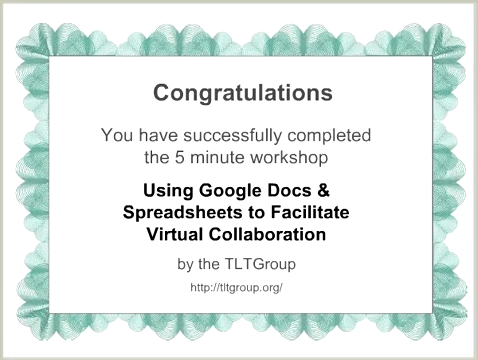 Congratulations
You have successfully completed
the 5 minute workshop
Using Google Docs &
Spreadsheets to Facilitate
Virtual Collaboration
by the TLTGroup
http://tltgroup.org/